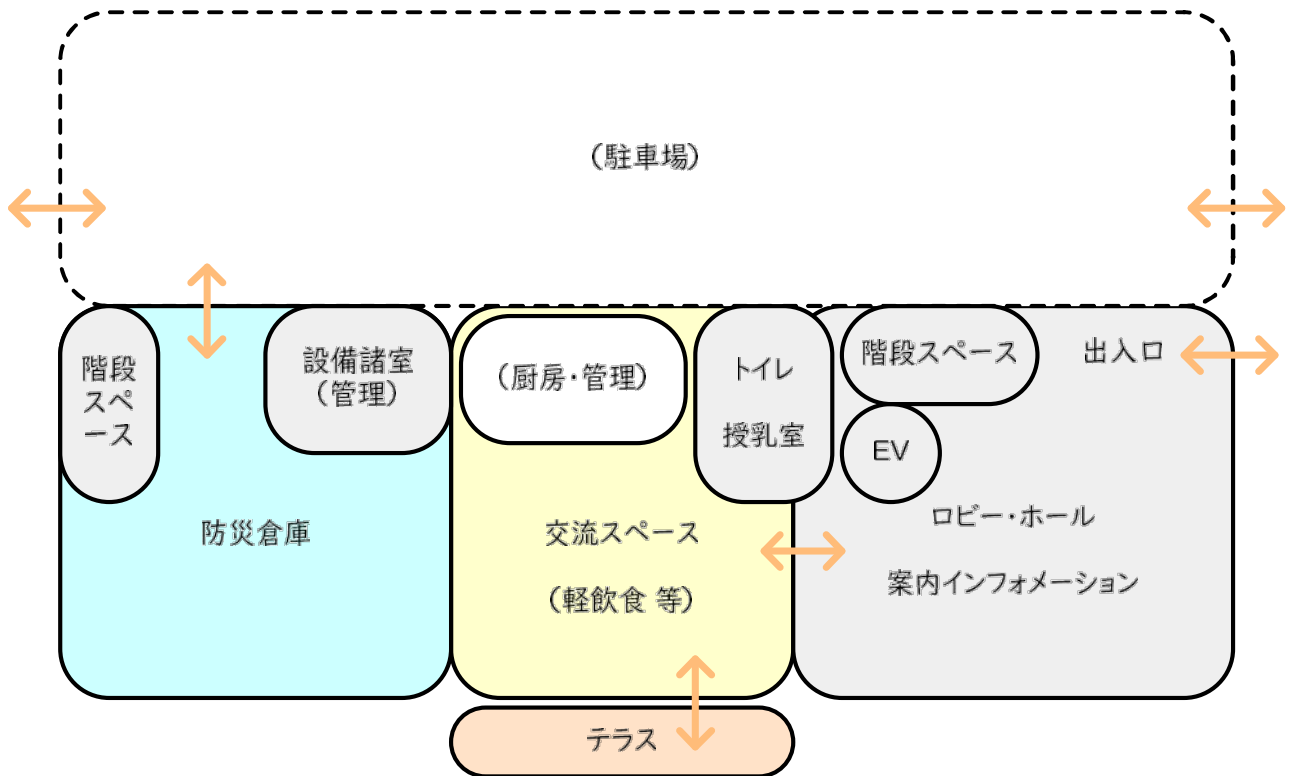 （駐車場）
階段
スペ
ース
設備諸室
（管理）
（厨房・管理）
トイレ
授乳室
階段スペース
出入口
EV
防災倉庫
交流スペース
（軽飲食 等）
ロビー・ホール
案内インフォメーション
テラス